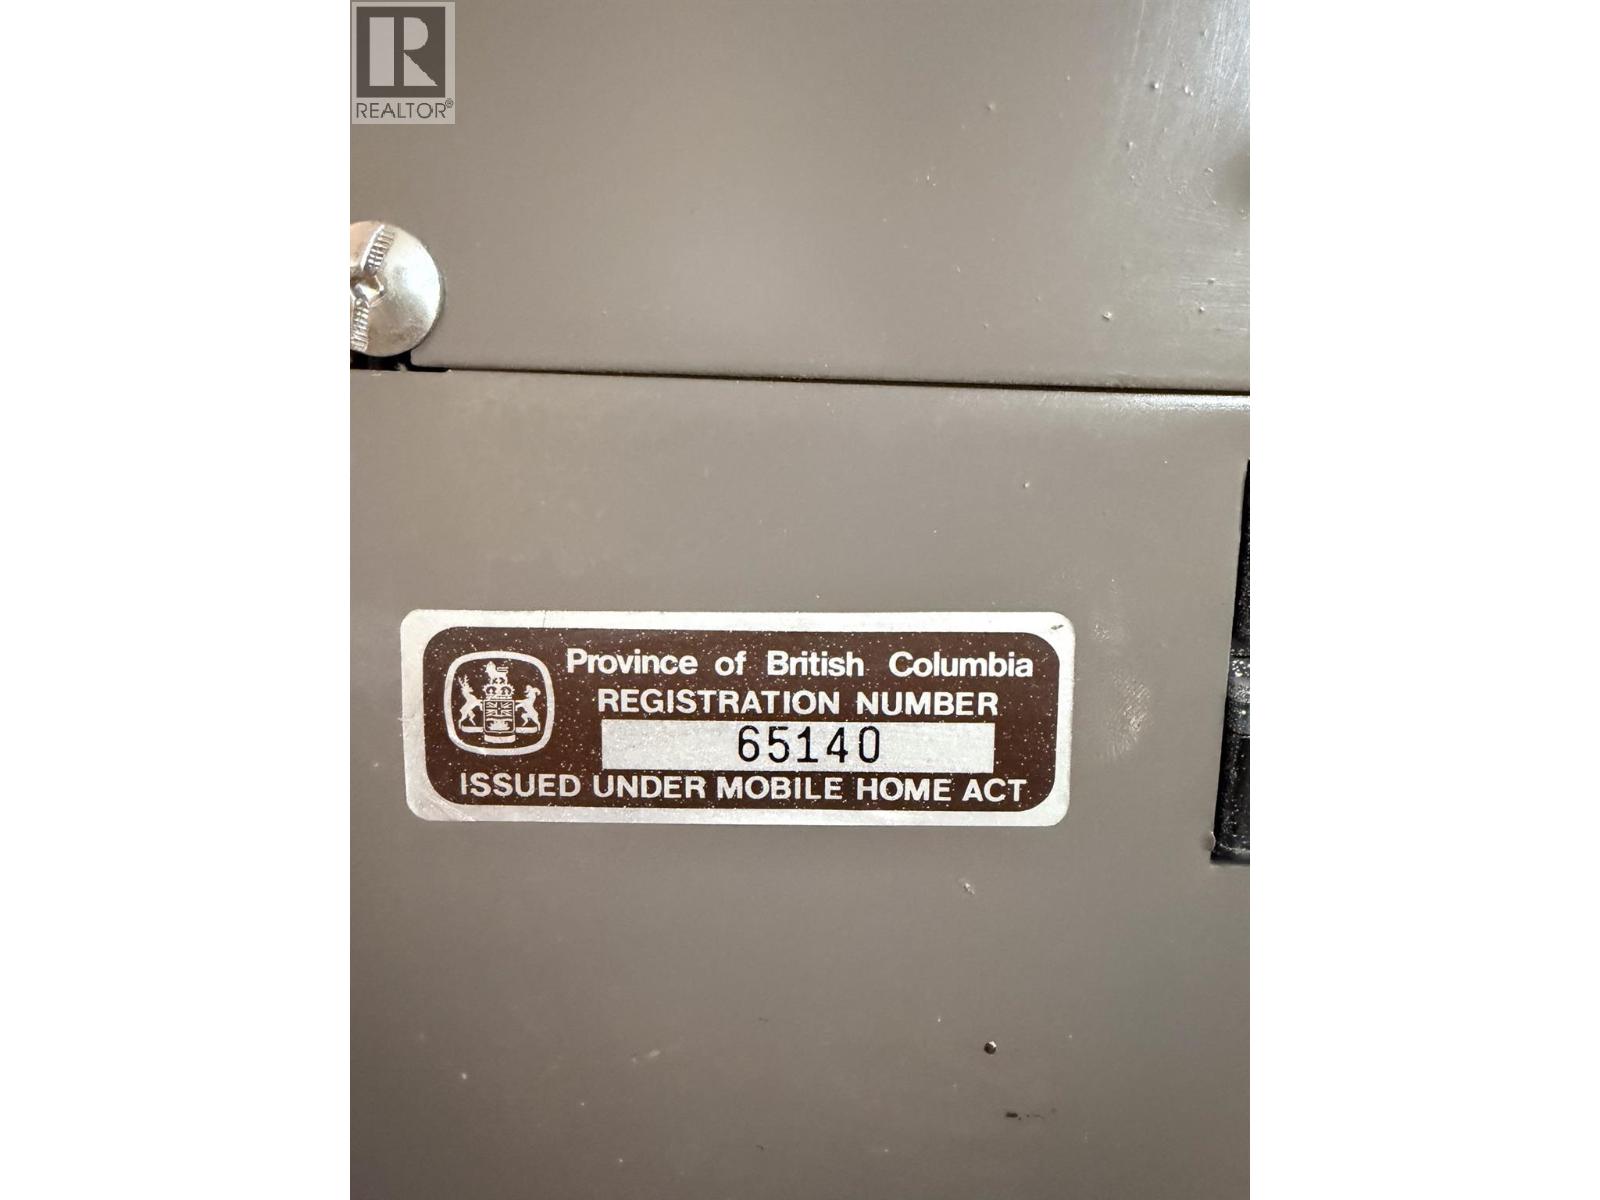 REALTOR®
Province of British Columbia
REGISTRATION NUMBER
65140
ISSUED UNDER MOBILE HOME ACT